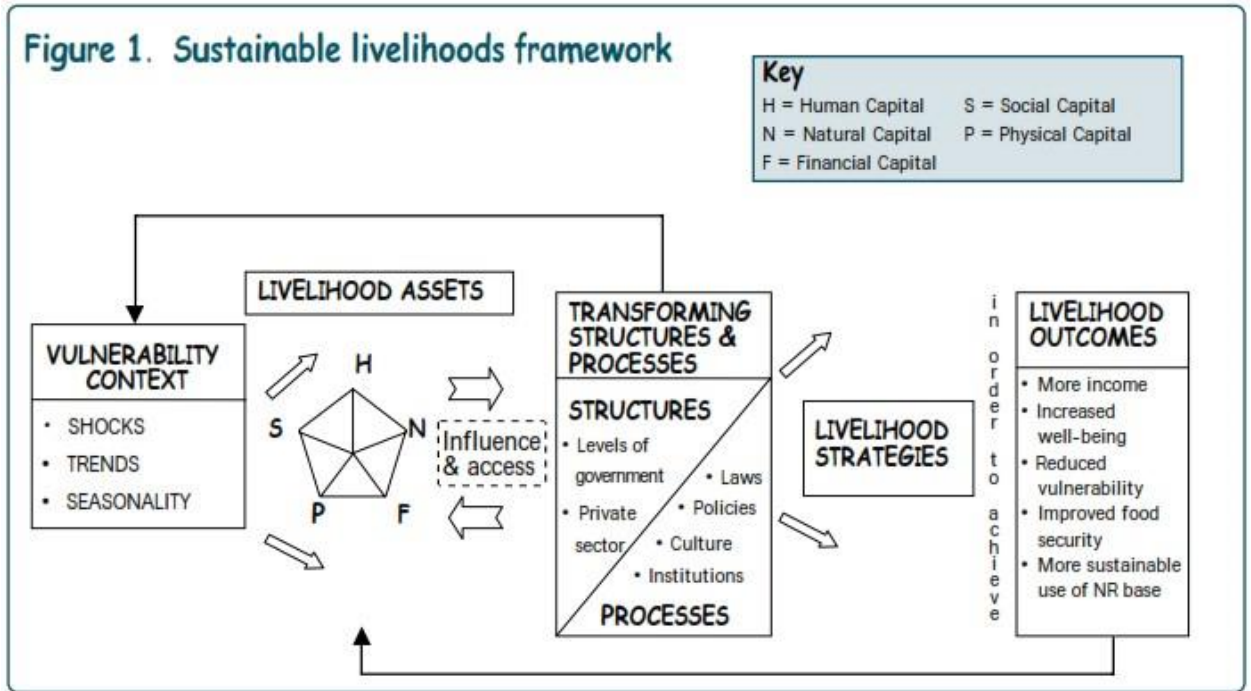 Figure 1. Sustainable livelihoods framework
Key
H = Human Capital S = Social Capital
N = Natural Capital P = Physical Capital
F = Financial Capital
LIVELIHOOD ASSETS
VULNERABILITY
CONTEXT
• SHOCKS
• TRENDS
• SEASONALITY
H
S
N
P
F
Influence
& access
TRANSFORMING
STRUCTURES &
PROCESSES
STRUCTURES
• Levels of
government
• Private
sector
• Laws
• Policies
• Culture
• Institutions
PROCESSES
LIVELIHOOD
STRATEGIES
in order to achieve
LIVELIHOOD
OUTCOMES
• More income
• Increased
well-being
• Reduced
vulnerability
• Improved food
security
• More sustainable
use of NR base